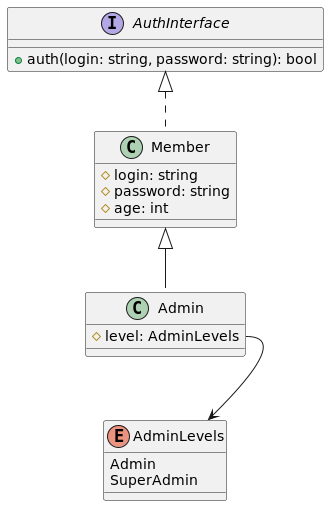 I AuthInterface
auth(login: string, password: string): bool
C Member
login: string
password: string
age: int
C Admin
level: AdminLevels
E AdminLevels
Admin
SuperAdmin